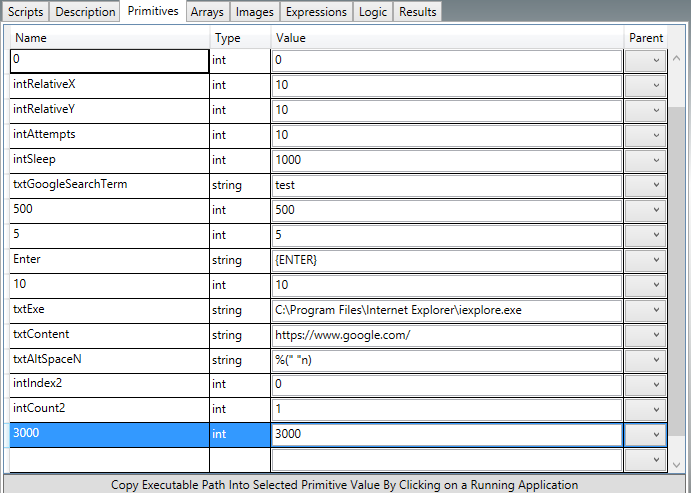 Scripts Description Primitives Arrays Images Expressions Logic Results
Name Type Value Parent
0 int 0
intRelativeX int 10
intRelativeY int 10
intAttempts int 10
intSleep int 1000
txtGoogleSearchTerm string test
500 int 500
5 int 5
Enter string {ENTER}
10 int 10
txtExe string C:\Program Files\Internet Explorer\iexplore.exe
txtContent string https://www.google.com/
txtAltSpaceN string %(" "n)
intIndex2 int 0
intCount2 int 1
3000 int 3000
Copy Executable Path Into Selected Primitive Value By Clicking on a Running Application